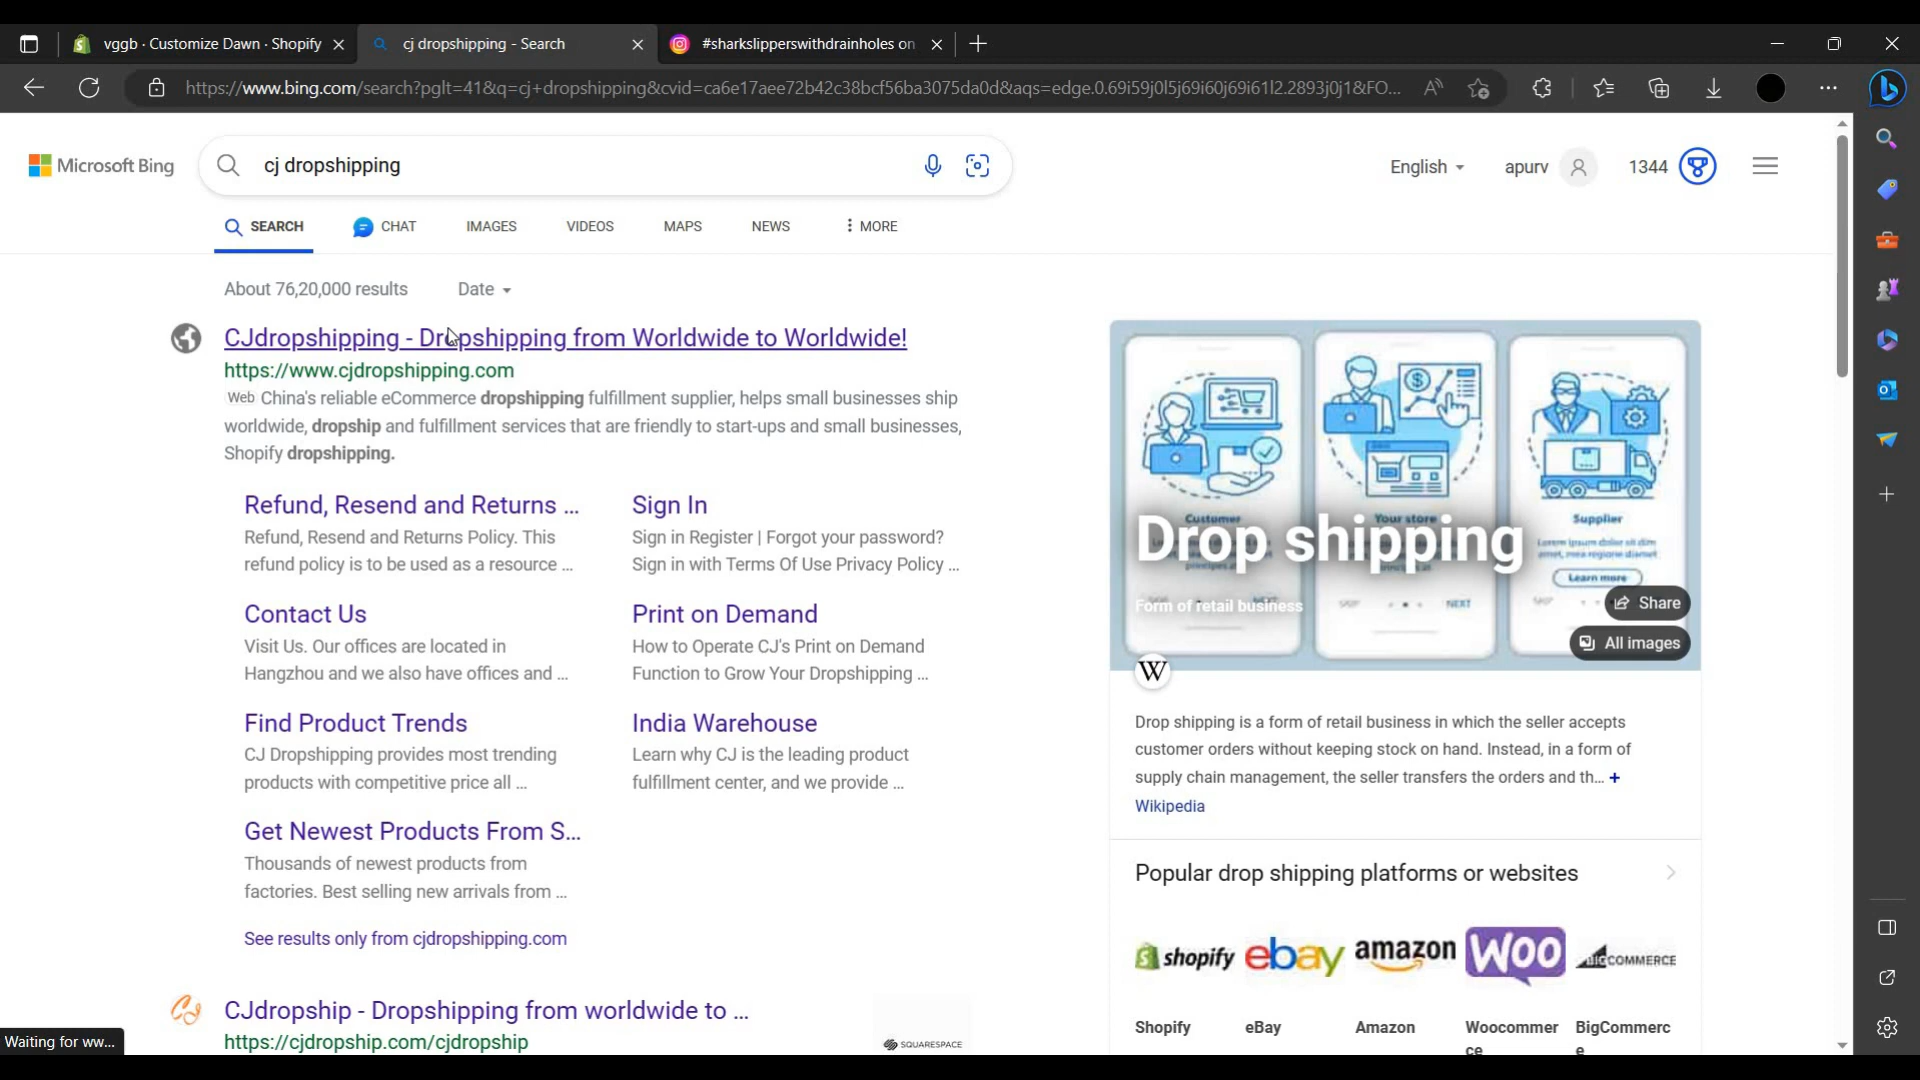 vggb · Customize Dawn · Shopify
cj dropshipping - Search
#sharkslipperswithdrainholes on
https://www.bing.com/search?pglt=41&q=cj+dropshipping&cvid=ca6e17aee72b42c38bcf56ba3075da0d&aqs=edge.0.69i59j0l5j69i60j69i61l2.2893j0j1&FO...
Microsoft Bing
cj dropshipping
English
apurv
1344
SEARCH
CHAT
IMAGES
VIDEOS
MAPS
NEWS
MORE
About 76,20,000 results
Date
CJdropshipping - Dropshipping from Worldwide to Worldwide!
https://www.cjdropshipping.com
Web China's reliable eCommerce dropshipping fulfillment supplier, helps small businesses ship
worldwide, dropship and fulfillment services that are friendly to start-ups and small businesses,
Shopify dropshipping.
Refund, Resend and Returns ...
Refund, Resend and Returns Policy. This
refund policy is to be used as a resource ...
Sign In
Sign in Register | Forgot your password?
Sign in with Terms Of Use Privacy Policy ...
Contact Us
Visit Us. Our offices are located in
Hangzhou and we also have offices and ...
Print on Demand
How to Operate CJ's Print on Demand
Function to Grow Your Dropshipping ...
Find Product Trends
CJ Dropshipping provides most trending
products with competitive price all ...
India Warehouse
Learn why CJ is the leading product
fulfillment center, and we provide ...
Get Newest Products From S...
Thousands of newest products from
factories. Best selling new arrivals from ...
See results only from cjdropshipping.com
CJdropship - Dropshipping from worldwide to ...
https://cjdropship.com/cjdropship
SQUARESPACE
Waiting for ww...
Customer
Your store
Supplier
Lorem ipsum dolor sit dim
amet, mea regione diamet
Learn more
Drop shipping
Form of retail business
NEXT
Share
All images
W
Drop shipping is a form of retail business in which the seller accepts
customer orders without keeping stock on hand. Instead, in a form of
supply chain management, the seller transfers the orders and th... +
Wikipedia
Popular drop shipping platforms or websites
shopify
ebay
amazon
WOO
BIGCOMMERCE
Shopify
eBay
Amazon
Woocommer
ce
BigCommerc
e